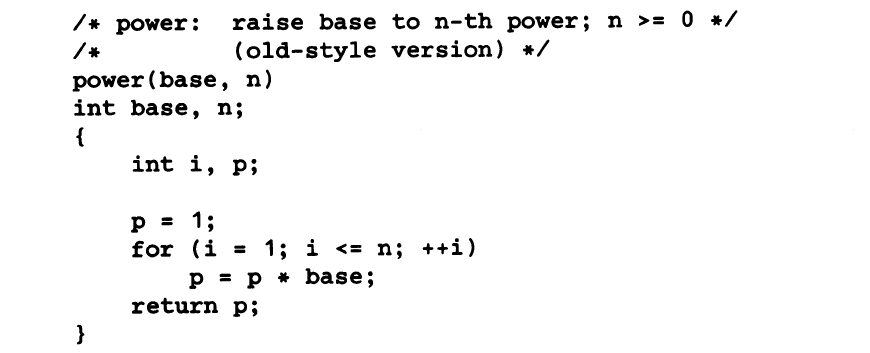 /* power:  raise base to n-th power; n >= 0 */
/*         (old-style version) */
power(base, n)
int base, n;
{
    int i, p;

    p = 1;
    for (i = 1; i <= n; ++i)
        p = p * base;
    return p;
}